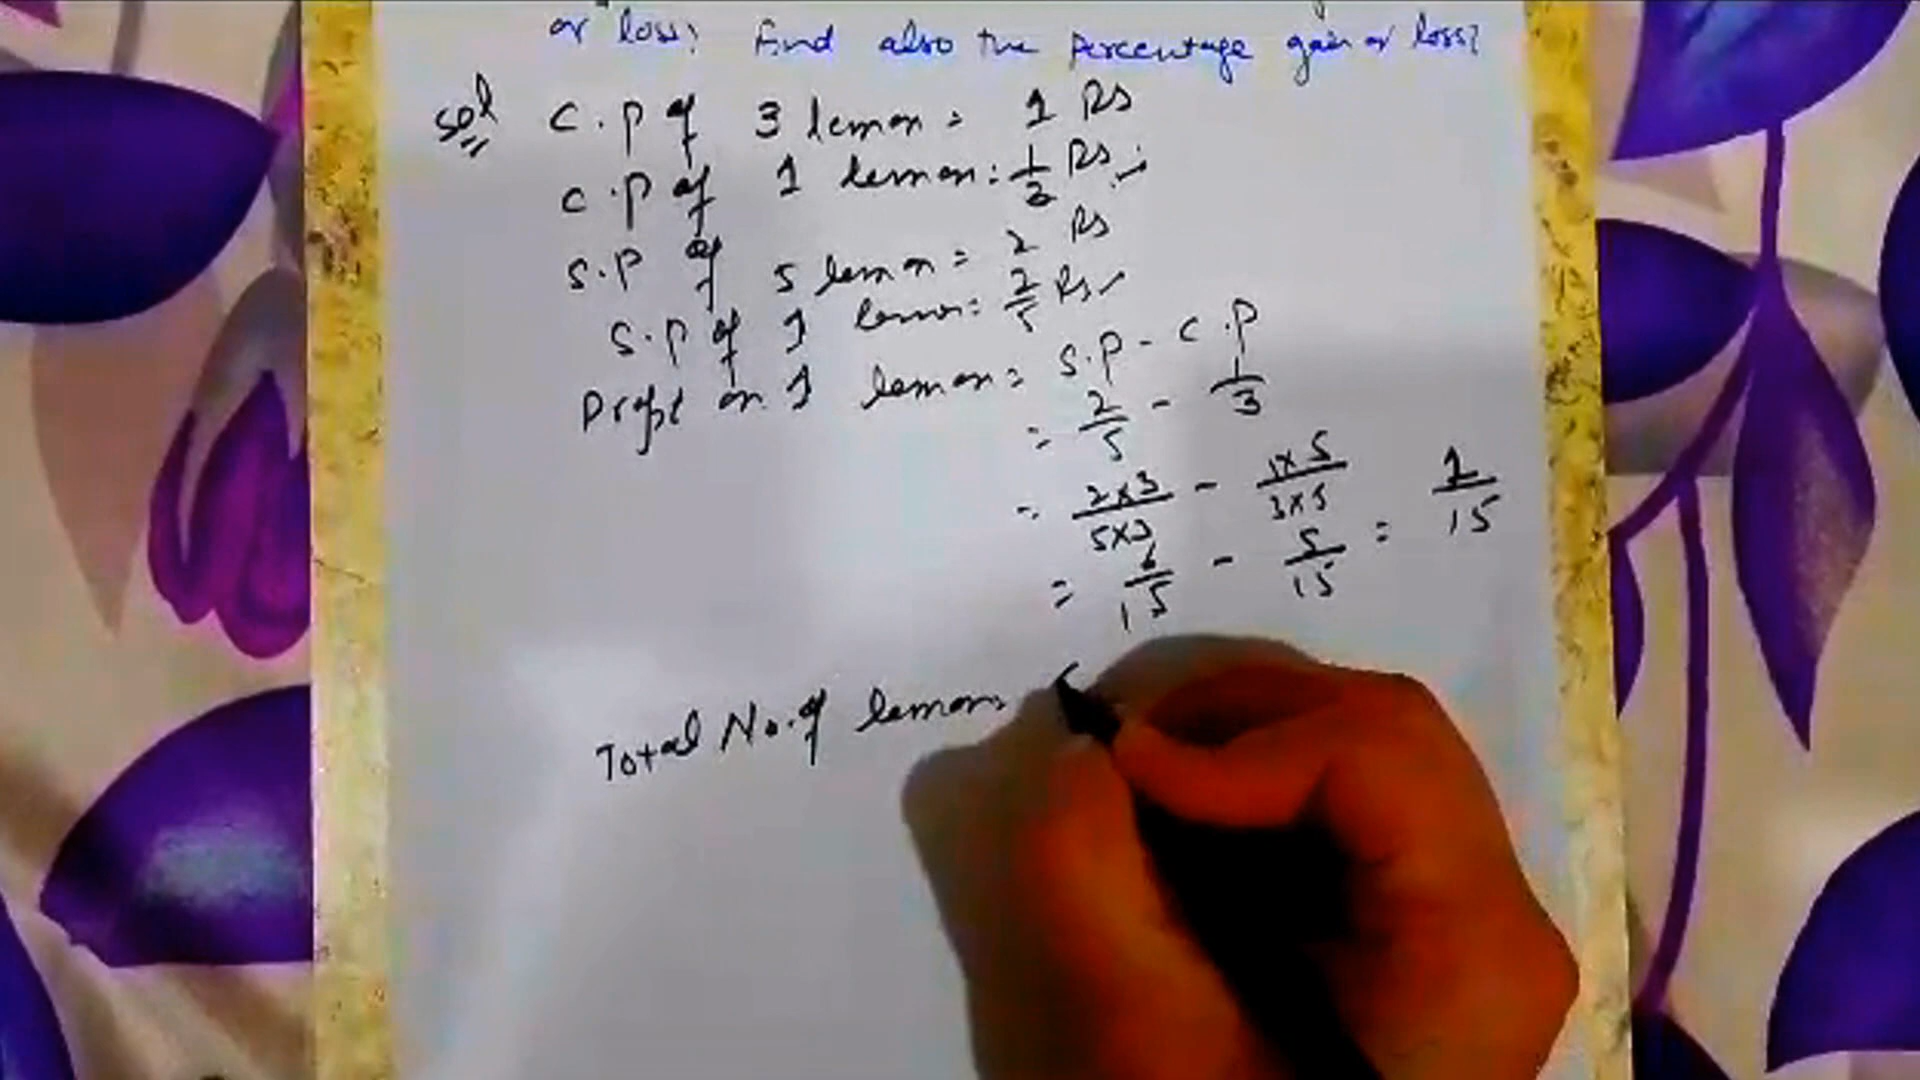 or loss? Find also the percentage gain or loss?
Sol C.P of 3 lemon = 1 Rs
C.P of 1 lemon = 1/3 Rs
S.P of 5 lemon = 2 Rs
S.P of 1 lemon = 2/5 Rs
Profit on 1 lemon = S.P - C.P
= 2/5 - 1/3
= 2×3/5×3 - 1×5/3×5
= 6/15 - 5/15 = 1/15
Total No. of lemons